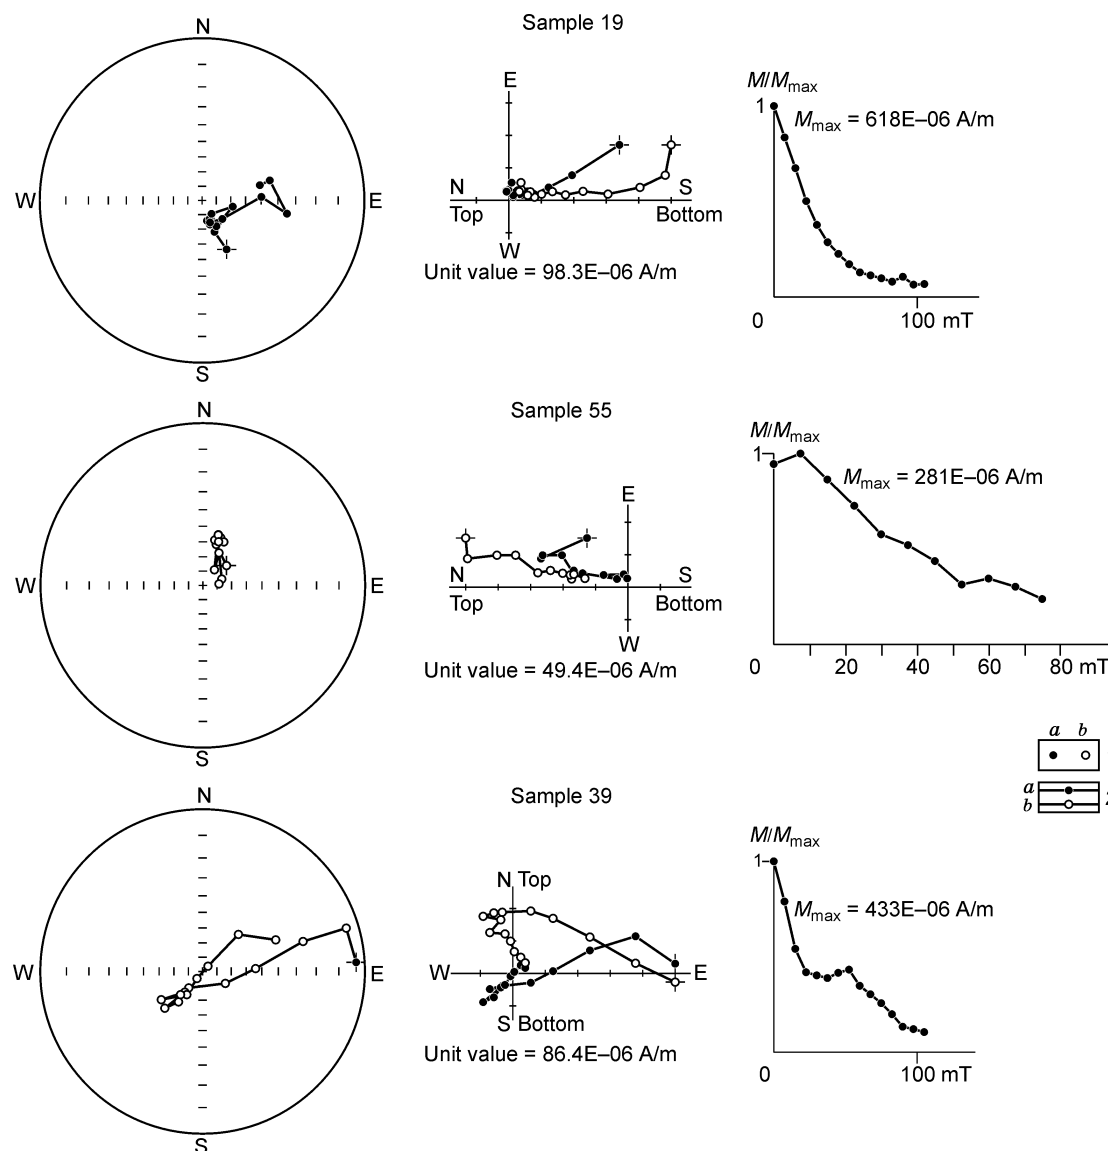 Sample 19
N
W
E
S
E
N
S
Top
Bottom
W
Unit value = 98.3E–06 A/m
M/Mmax
1
Mmax = 618E–06 A/m
0
100 mT
Sample 55
N
W
E
S
E
N
S
Top
Bottom
W
Unit value = 49.4E–06 A/m
M/Mmax
1
Mmax = 281E–06 A/m
0 20 40 60 80 mT
a b
a
b
Sample 39
N
W
E
S
N Top
W
E
S Bottom
Unit value = 86.4E–06 A/m
M/Mmax
1
Mmax = 433E–06 A/m
0
100 mT